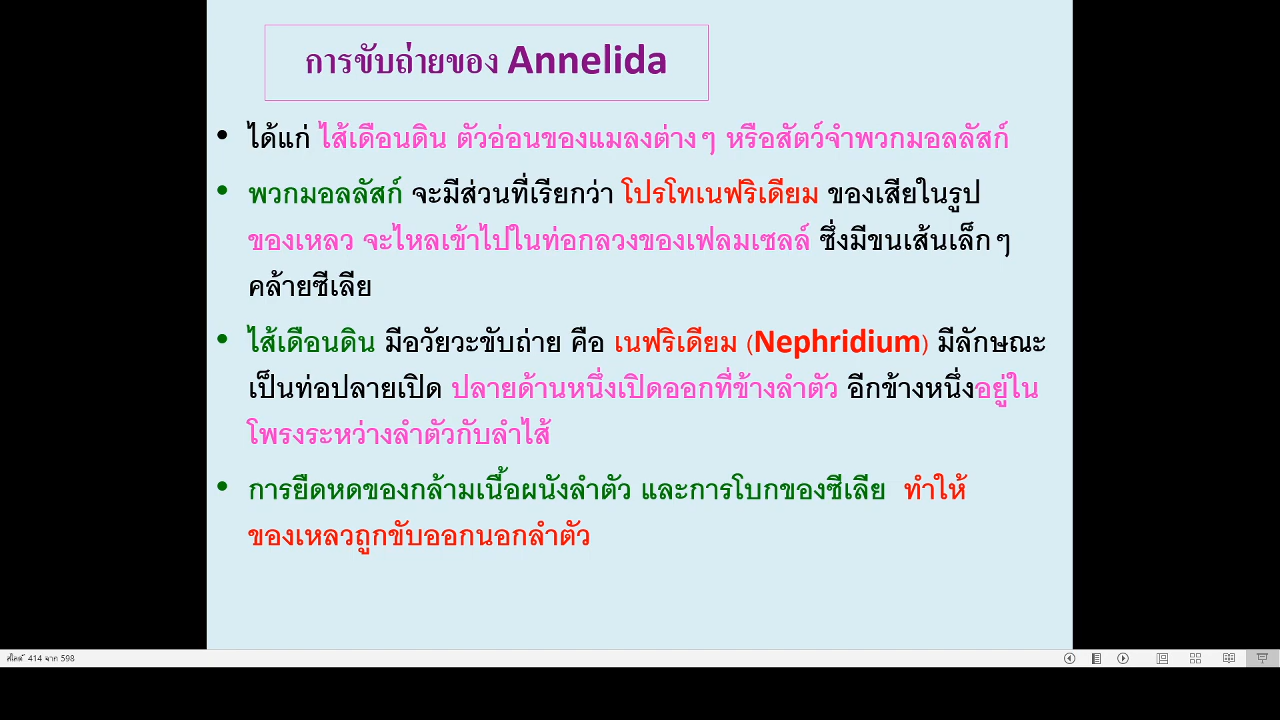 การขับถ่ายของ Annelida
• ได้แก่ ไส้เดือนดิน ตัวอ่อนของแมลงต่างๆ หรือสัตว์จำพวกมอลลัสก์
• พวกมอลลัสก์ จะมีส่วนที่เรียกว่า โปรโทเนฟริเดียม ของเสียในรูป
ของเหลว จะไหลเข้าไปในท่อกลวงของเฟลมเซลล์ ซึ่งมีขนเส้นเล็กๆ
คล้ายซีเลีย
• ไส้เดือนดิน มีอวัยวะขับถ่าย คือ เนฟริเดียม (Nephridium) มีลักษณะ
เป็นท่อปลายเปิด ปลายด้านหนึ่งเปิดออกที่ข้างลำตัว อีกข้างหนึ่งอยู่ใน
โพรงระหว่างลำตัวกับลำไส้
• การยืดหดของกล้ามเนื้อผนังลำตัว และการโบกของซีเลีย ทำให้
ของเหลวถูกขับออกนอกลำตัว
สไลด์ 414 จาก 598